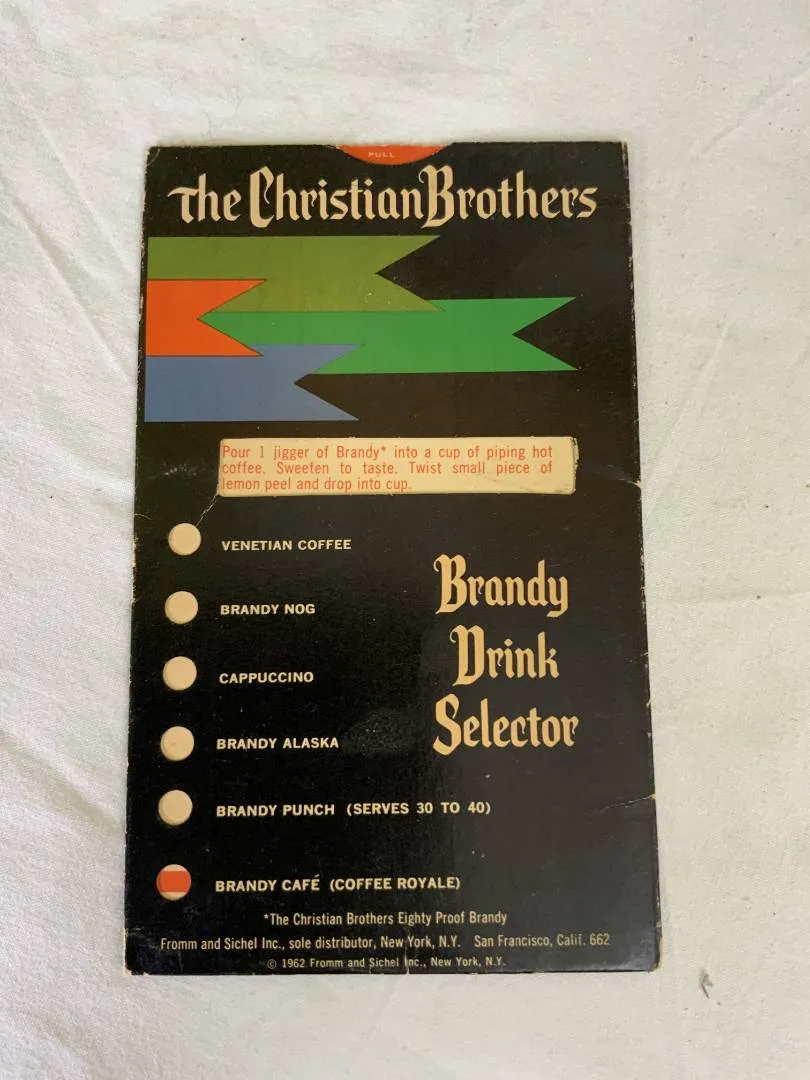 PULL
The Christian Brothers
Pour 1 jigger of Brandy* into a cup of piping hot
coffee. Sweeten to taste. Twist small piece of
lemon peel and drop into cup.
VENETIAN COFFEE
BRANDY NOG
CAPPUCCINO
BRANDY ALASKA
BRANDY PUNCH (SERVES 30 TO 40)
BRANDY CAFÉ (COFFEE ROYALE)
Brandy
Drink
Selector
*The Christian Brothers Eighty Proof Brandy
Fromm and Sichel Inc., sole distributor, New York, N.Y. San Francisco, Calif. 662
© 1962 Fromm and Sichel Inc., New York, N.Y.